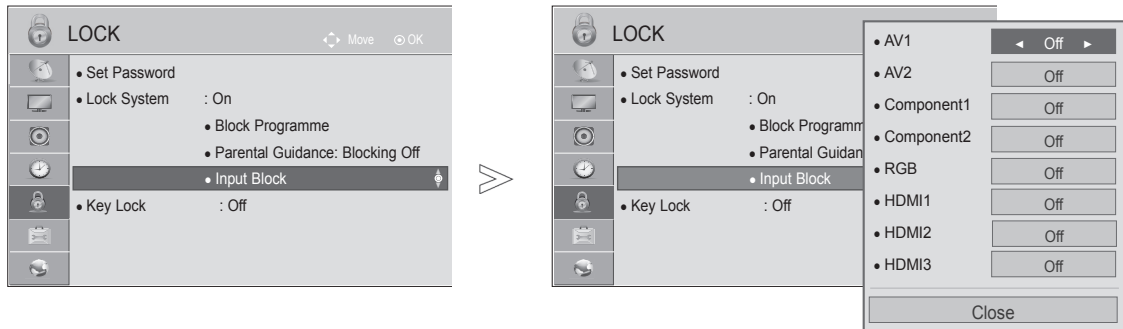 LOCK
Move OK
• Set Password
• Lock System : On
• Block Programme
• Parental Guidance: Blocking Off
• Input Block
• Key Lock : Off
LOCK
• Set Password
• Lock System : On
• Block Programm
• Parental Guidan
• Input Block
• Key Lock : Off
• AV1 ◄ Off ►
• AV2 Off
• Component1 Off
• Component2 Off
• RGB Off
• HDMI1 Off
• HDMI2 Off
• HDMI3 Off
Close